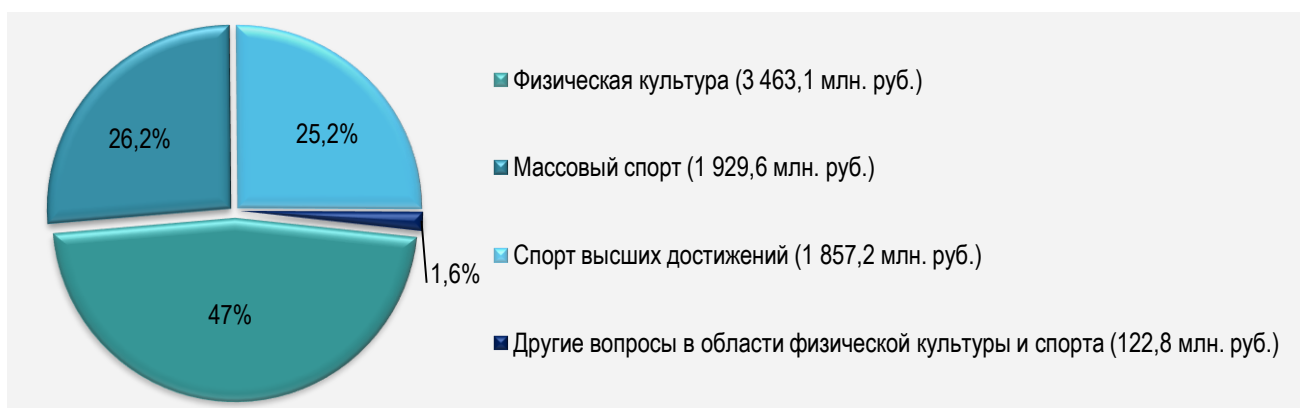 26,2%
25,2%
1,6%
47%
Физическая культура (3 463,1 млн. руб.)
Массовый спорт (1 929,6 млн. руб.)
Спорт высших достижений (1 857,2 млн. руб.)
Другие вопросы в области физической культуры и спорта (122,8 млн. руб.)